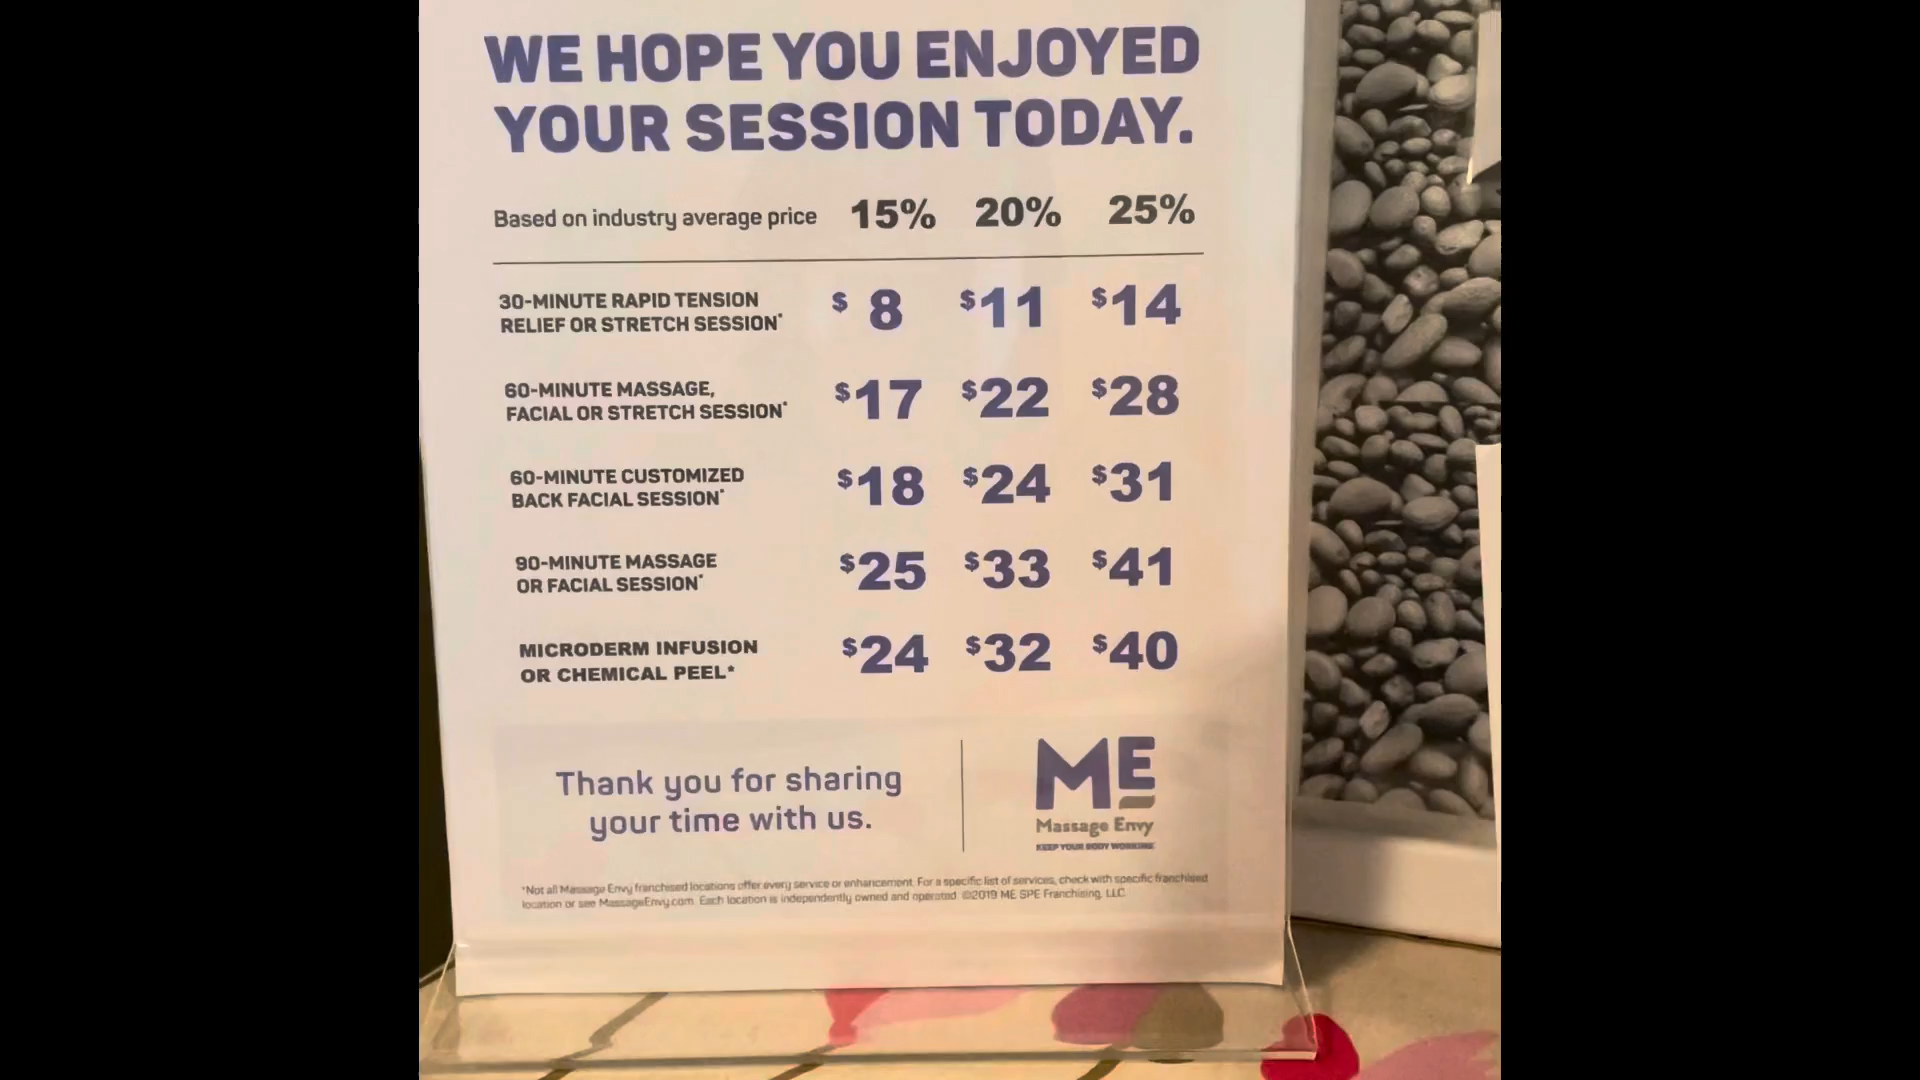 WE HOPE YOU ENJOYED
YOUR SESSION TODAY.
Based on industry average price 15% 20% 25%
30-MINUTE RAPID TENSION
RELIEF OR STRETCH SESSION* $8 $11 $14
60-MINUTE MASSAGE,
FACIAL OR STRETCH SESSION* $17 $22 $28
60-MINUTE CUSTOMIZED
BACK FACIAL SESSION* $18 $24 $31
90-MINUTE MASSAGE
OR FACIAL SESSION* $25 $33 $41
MICRODERM INFUSION
OR CHEMICAL PEEL* $24 $32 $40
Thank you for sharing
your time with us.
ME
Massage Envy
KEEP YOUR BODY WORKING
*Not all Massage Envy franchised locations offer every service or enhancement. For a specific list of services, check with specific franchised
location or see MassageEnvy.com. Each location is independently owned and operated. ©2019 ME SPE Franchising, LLC.